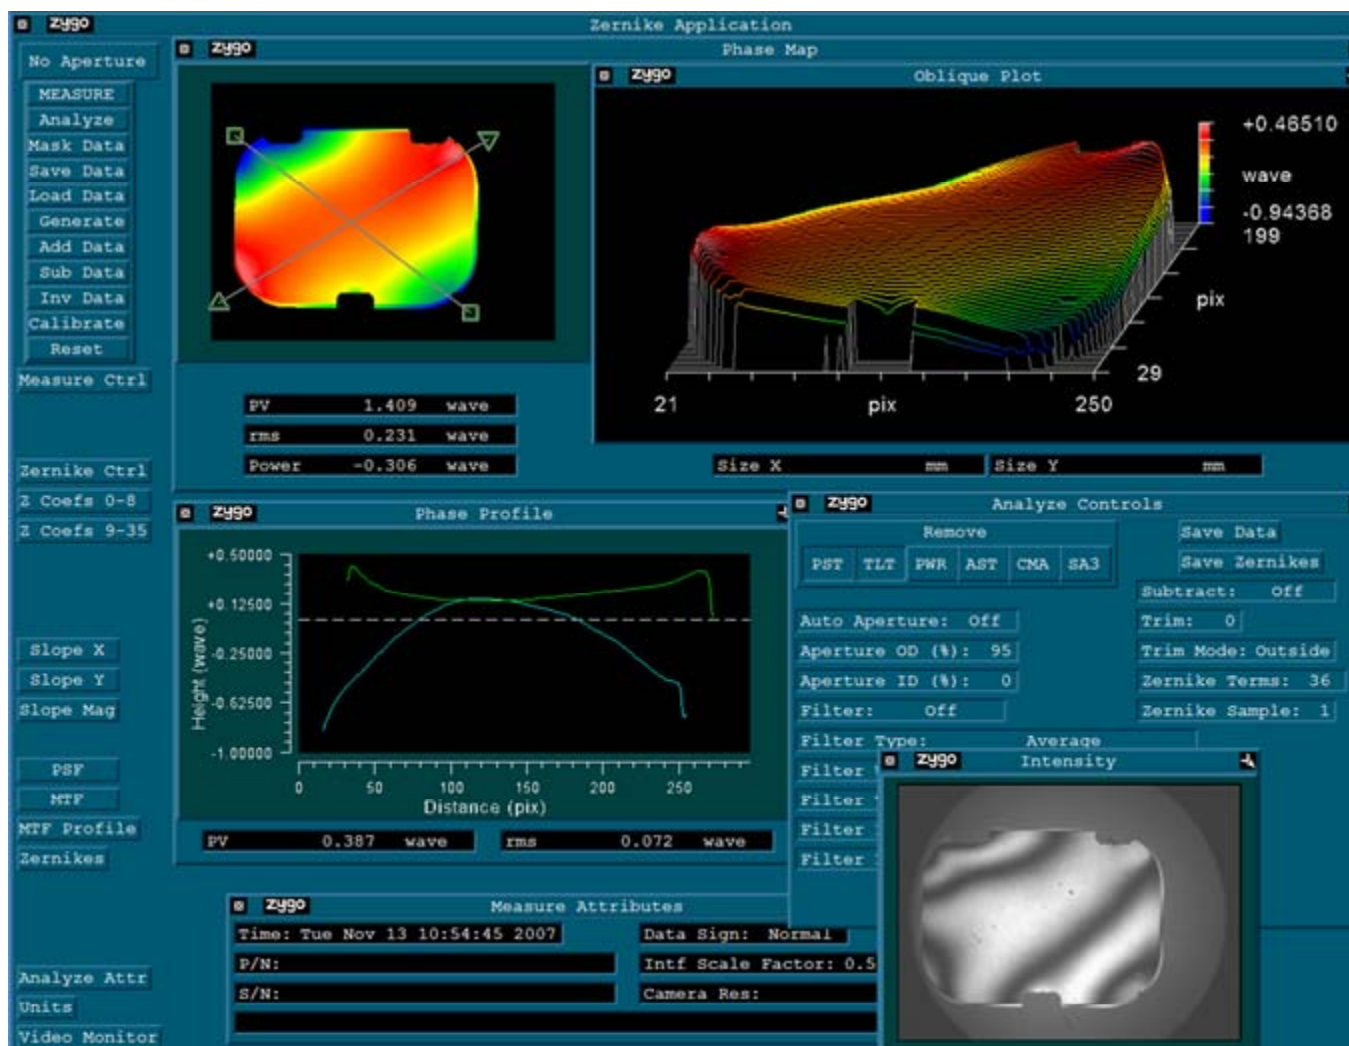 zygo Zernike Application
No Aperture
MEASURE
Analyze
Mask Data
Save Data
Load Data
Generate
Add Data
Sub Data
Inv Data
Calibrate
Reset
Measure Ctrl
Zernike Ctrl
Z Coefs 0-8
Z Coefs 9-35
Slope X
Slope Y
Slope Mag
PSF
MTF
MTF Profile
Zernikes
Analyze Attr
Units
Video Monitor
zygo Phase Map
PV 1.409 wave
rms 0.231 wave
Power -0.306 wave
Size X mm Size Y mm
zygo Oblique Plot
+0.46510
wave
-0.94368
199
pix
29
21 pix 250
zygo Phase Profile
+0.50000
+0.12500
-0.25000
-0.62500
-1.00000
Height (wave)
0 50 100 150 200 250
Distance (pix)
PV 0.387 wave rms 0.072 wave
zygo Analyze Controls
Remove
PST TLT PWR AST CMA SA3
Auto Aperture: Off
Aperture OD (%): 95
Aperture ID (%): 0
Filter: Off
Filter Type: Average
Filter
Filter
Filter
Filter
Save Data
Save Zernikes
Subtract: Off
Trim: 0
Trim Mode: Outside
Zernike Terms: 36
Zernike Sample: 1
zygo Intensity
zygo Measure Attributes
Time: Tue Nov 13 10:54:45 2007 Data Sign: Normal
P/N: Intf Scale Factor: 0.5
S/N: Camera Res: